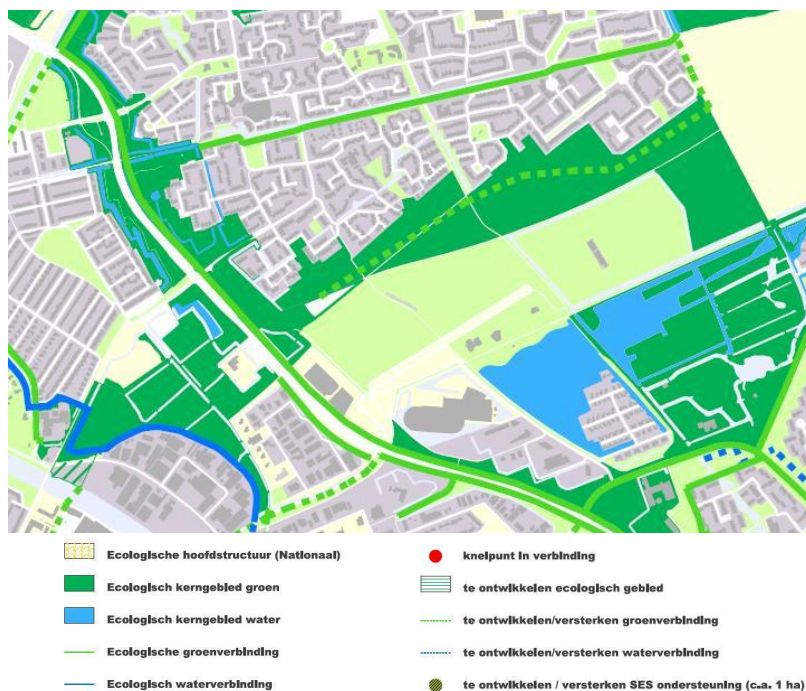 Ecologische hoofdstructuur (Nationaal)
Ecologisch kerngebied groen
Ecologisch kerngebied water
Ecologische groenverbinding
Ecologisch waterverbinding
knelpunt in verbinding
te ontwikkelen ecologisch gebied
te ontwikkelen/versterken groenverbinding
te ontwikkelen/versterken waterverbinding
te ontwikkelen / versterken SES ondersteuning (c.a. 1 ha)